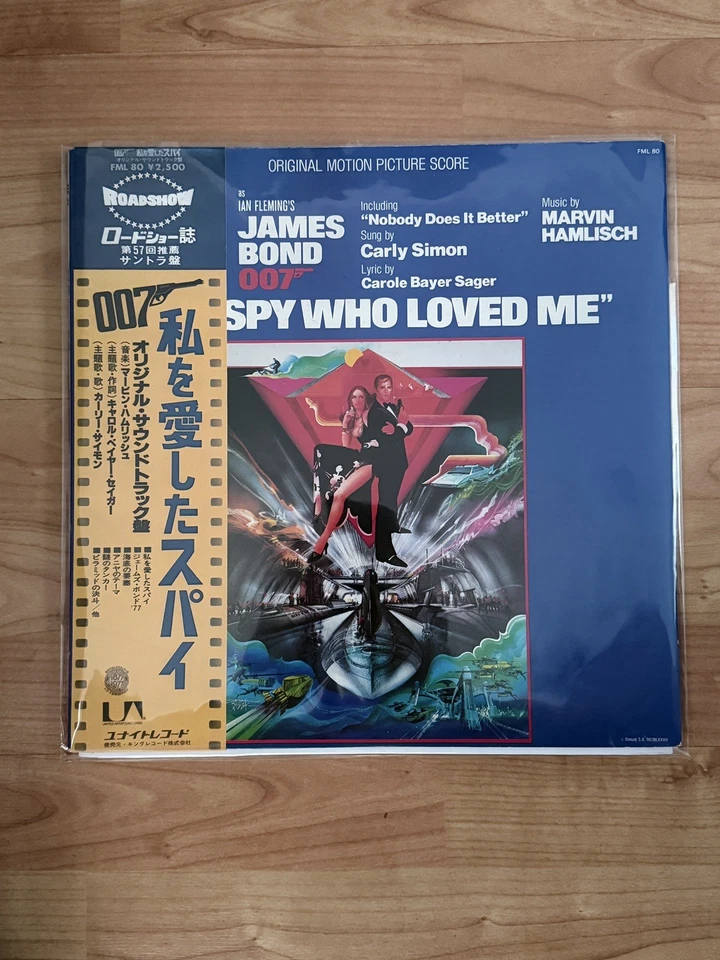 007 私を愛したスパイ
オリジナル・サウンドトラック盤
FML 80 ¥2,500
ROADSHOW
ロードショー誌
第57回推薦
サントラ盤
007
私を愛したスパイ
オリジナル・サウンドトラック盤
(音楽)マービン・ハムリッシュ
(主題歌・作詞)キャロル・ベイヤー・セイガー
(主題歌・歌)カーリー・サイモン
■私を愛したスパイ
■ジェームズ・ボンド'77
■海底の要塞
■アニヤのテーマ
■謎のタンカー
■ピラミッドの決斗/他
UA
ユナイトレコード
発売元・キングレコード株式会社
FML 80
ORIGINAL MOTION PICTURE SCORE
as
IAN FLEMING'S
JAMES
BOND
007
Including
"Nobody Does It Better"
Sung by
Carly Simon
Lyric by
Carole Bayer Sager
Music by
MARVIN
HAMLISCH
SPY WHO LOVED ME"